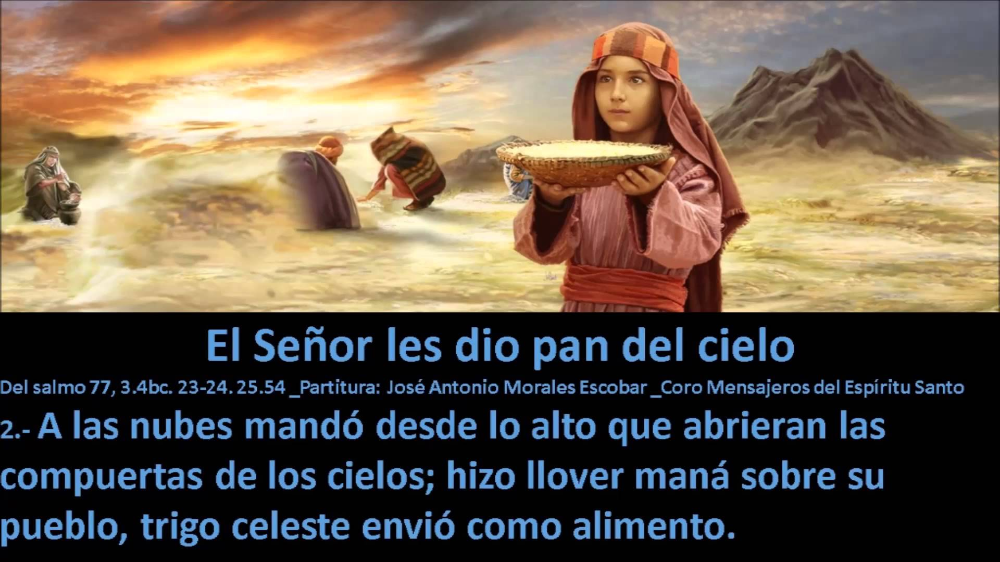 El Señor les dio pan del cielo
Del salmo 77, 3.4bc. 23-24. 25.54 _Partitura: José Antonio Morales Escobar _Coro Mensajeros del Espíritu Santo
2.- A las nubes mandó desde lo alto que abrieran las
compuertas de los cielos; hizo llover maná sobre su
pueblo, trigo celeste envió como alimento.